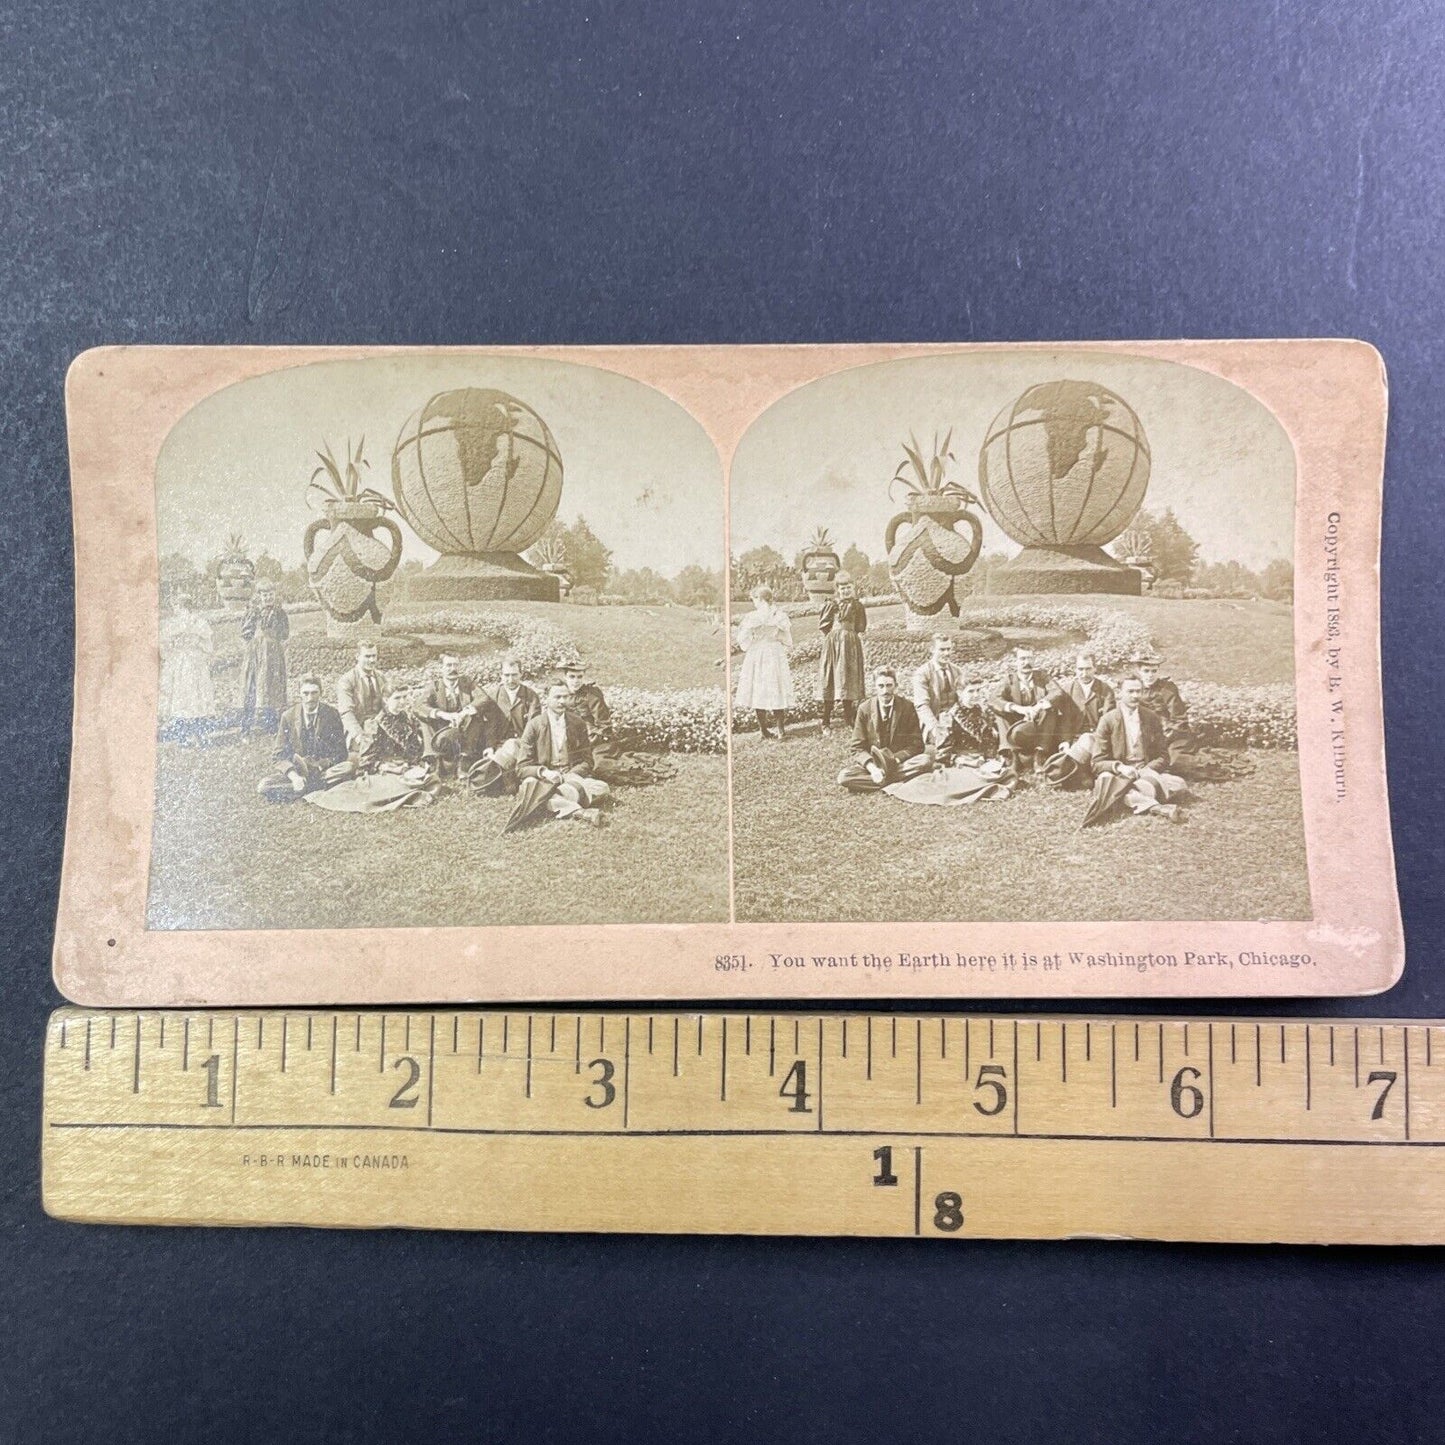 Copyright 1893, by B. W. Kilburn.
8351. You want the Earth here it is at Washington Park, Chicago.
1 2 3 4 5 6 7
R-B-R MADE IN CANADA
1
8